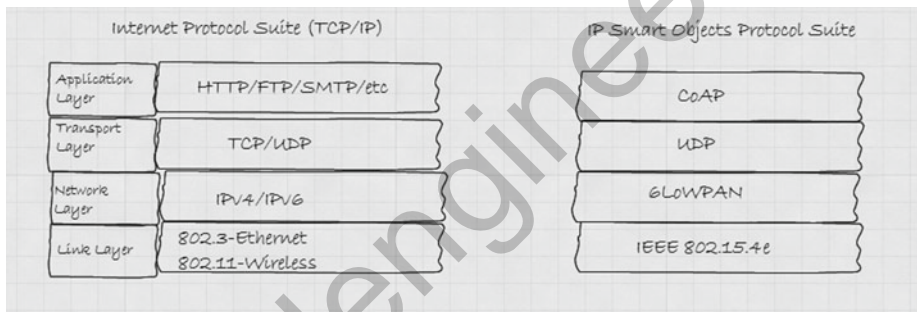 Internet Protocol Suite (TCP/IP)
IP Smart Objects Protocol Suite
Application
Layer
HTTP/FTP/SMTP/etc
CoAP
Transport
Layer
TCP/UDP
UDP
Network
Layer
IPV4/IPV6
6LoWPAN
Link Layer
802.3-Ethernet
802.11-Wireless
IEEE 802.15.4e